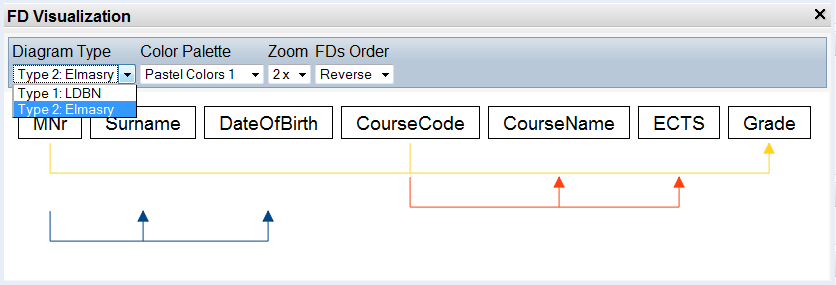 FD Visualization
Diagram Type Color Palette Zoom FDs Order
Type 2: Elmasry Pastel Colors 1 2 x Reverse
Type 1: LDBN
Type 2: Elmasry
MNr Surname DateOfBirth CourseCode CourseName ECTS Grade